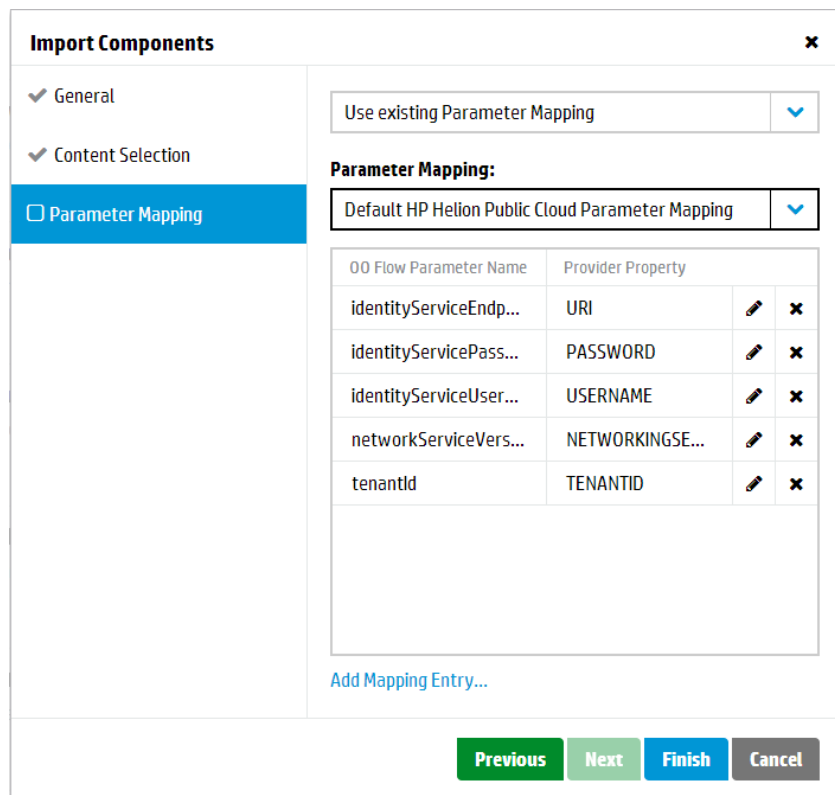 Import Components
General
Content Selection
Parameter Mapping
Use existing Parameter Mapping
Parameter Mapping:
Default HP Helion Public Cloud Parameter Mapping
OO Flow Parameter Name Provider Property
identityServiceEndp... URI
identityServicePass... PASSWORD
identityServiceUser... USERNAME
networkServiceVers... NETWORKINGSE...
tenantId TENANTID
Add Mapping Entry...
Previous Next Finish Cancel